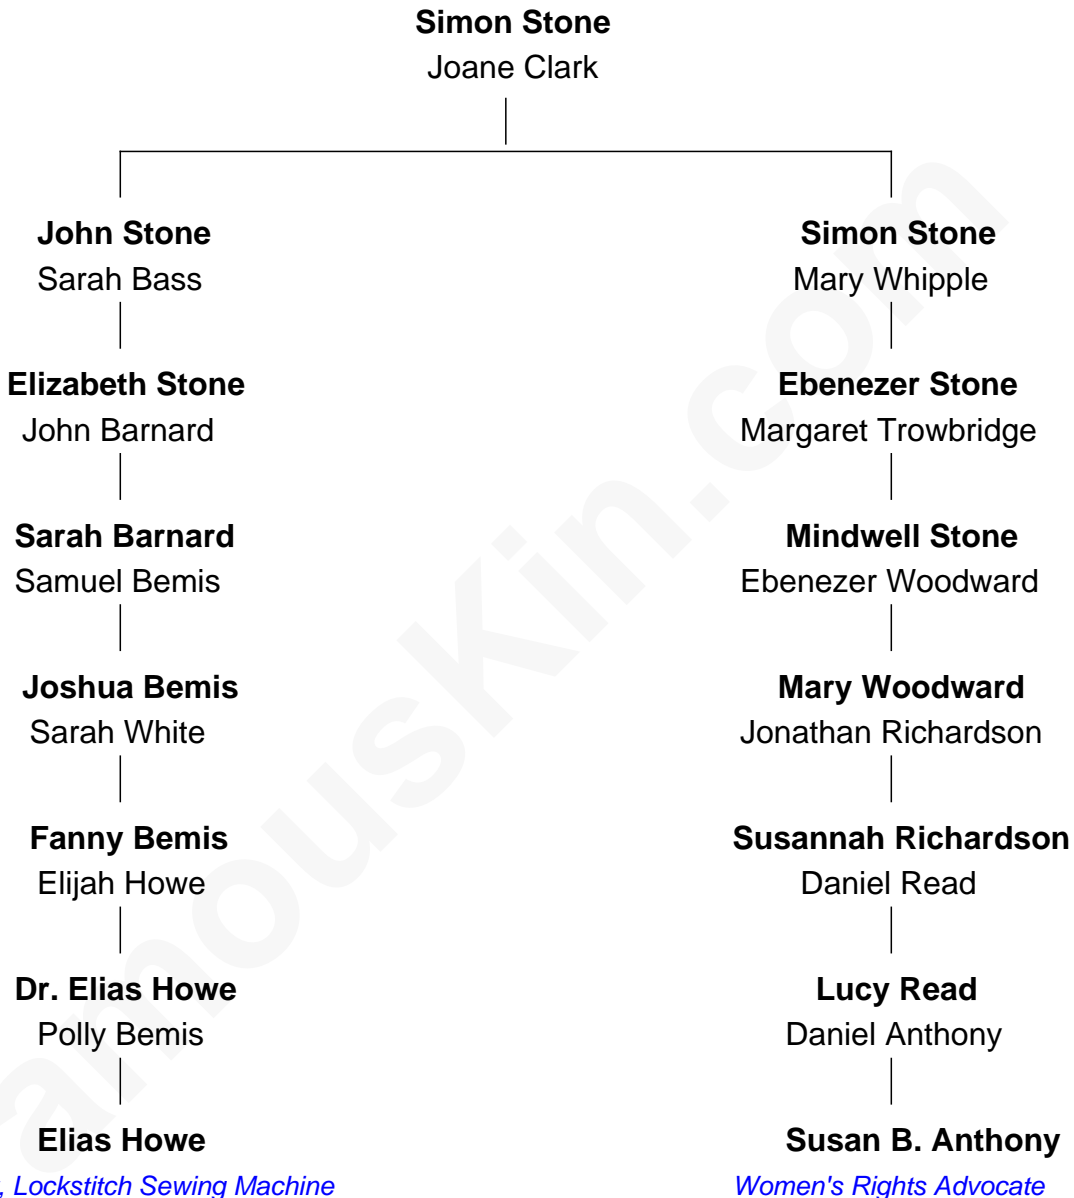 Simon Stone
Joane Clark
John Stone
Sarah Bass
Elizabeth Stone
John Barnard
Sarah Barnard
Samuel Bemis
Joshua Bemis
Sarah White
Fanny Bemis
Elijah Howe
Dr. Elias Howe
Polly Bemis
Elias Howe
, Lockstitch Sewing Machine
Simon Stone
Mary Whipple
Ebenezer Stone
Margaret Trowbridge
Mindwell Stone
Ebenezer Woodward
Mary Woodward
Jonathan Richardson
Susannah Richardson
Daniel Read
Lucy Read
Daniel Anthony
Susan B. Anthony
Women's Rights Advocate
amouskin.com